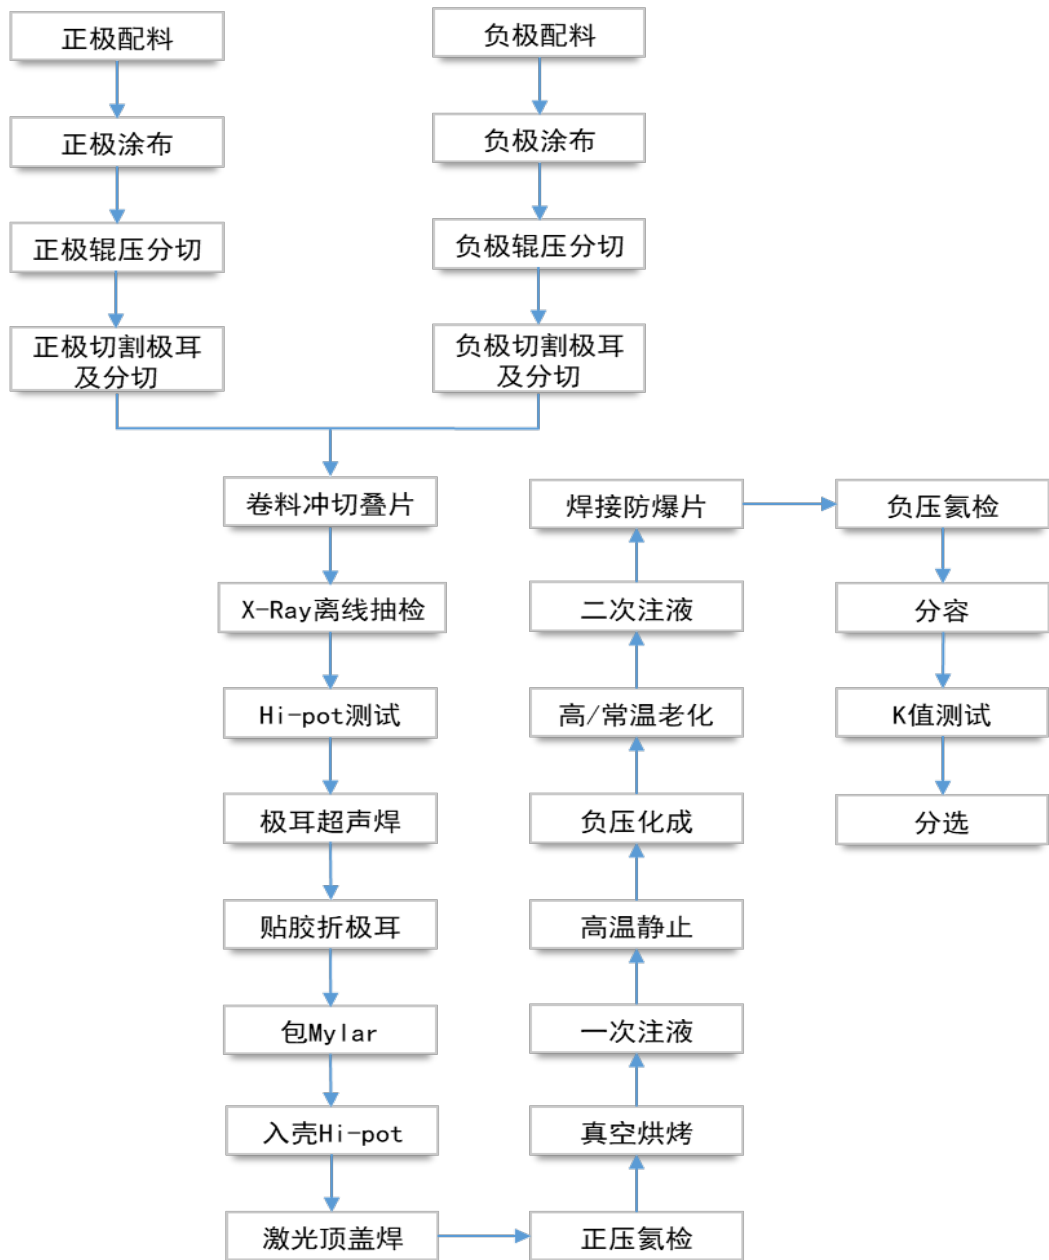 正极配料
负极配料
正极涂布
负极涂布
正极辊压分切
负极辊压分切
正极切割极耳
及分切
负极切割极耳
及分切
卷料冲切叠片
X-Ray离线抽检
Hi-pot测试
极耳超声焊
贴胶折极耳
包Mylar
入壳Hi-pot
激光顶盖焊
正压氦检
真空烘烤
一次注液
高温静止
负压化成
高/常温老化
二次注液
焊接防爆片
负压氦检
分容
K值测试
分选